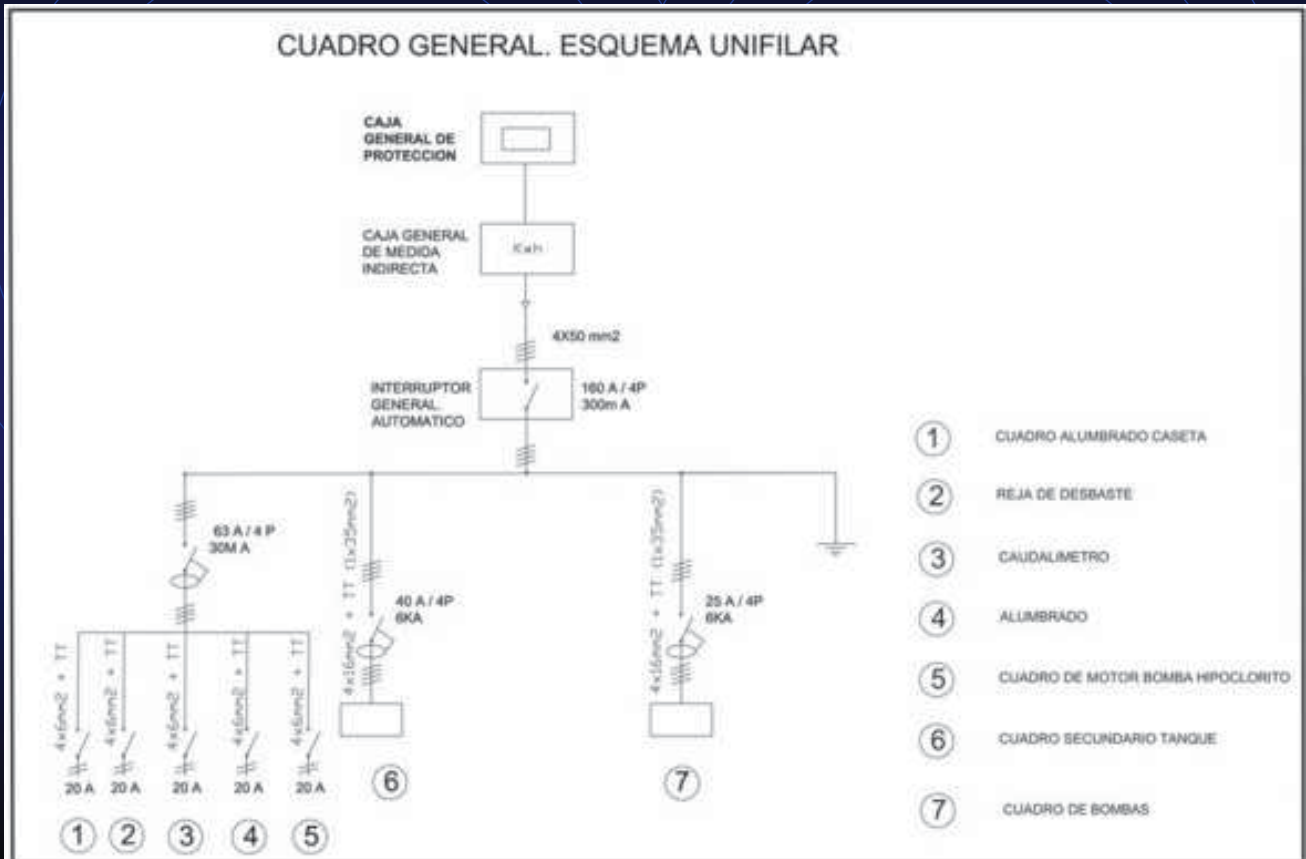 CUADRO GENERAL. ESQUEMA UNIFILAR
CAJA
GENERAL DE
PROTECCION
CAJA GENERAL
DE MEDIDA
INDIRECTA
Kwh
4X50 mm2
INTERRUPTOR
GENERAL.
AUTOMATICO
160 A / 4P
300m A
63 A / 4 P
30M A
4x16mm2 + TT (1x35mm2)
40 A / 4P
6KA
4x16mm2 + TT (1x35mm2)
25 A / 4P
6KA
4x6mm2 + TT
4x6mm2 + TT
4x6mm2 + TT
4x6mm2 + TT
4x6mm2 + TT
20 A
20 A
20 A
20 A
20 A
1
2
3
4
5
6
7
1 CUADRO ALUMBRADO CASETA
2 REJA DE DESBASTE
3 CAUDALIMETRO
4 ALUMBRADO
5 CUADRO DE MOTOR BOMBA HIPOCLORITO
6 CUADRO SECUNDARIO TANQUE
7 CUADRO DE BOMBAS